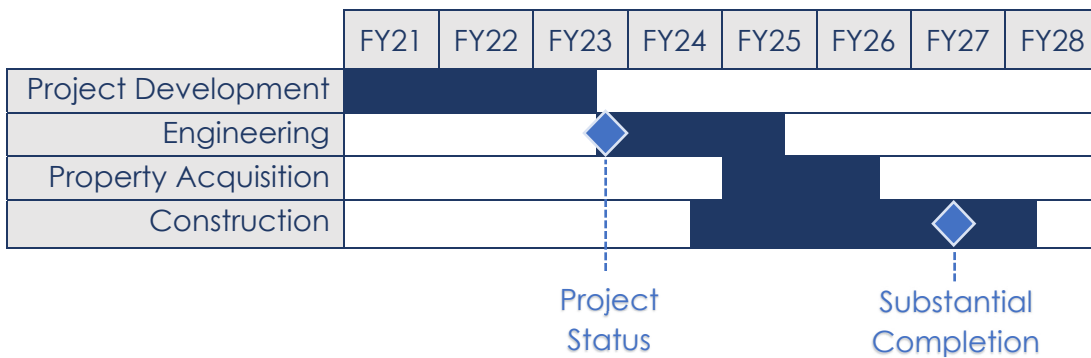 FY21 FY22 FY23 FY24 FY25 FY26 FY27 FY28
Project Development
Engineering
Property Acquisition
Construction
Project
Status
Substantial
Completion